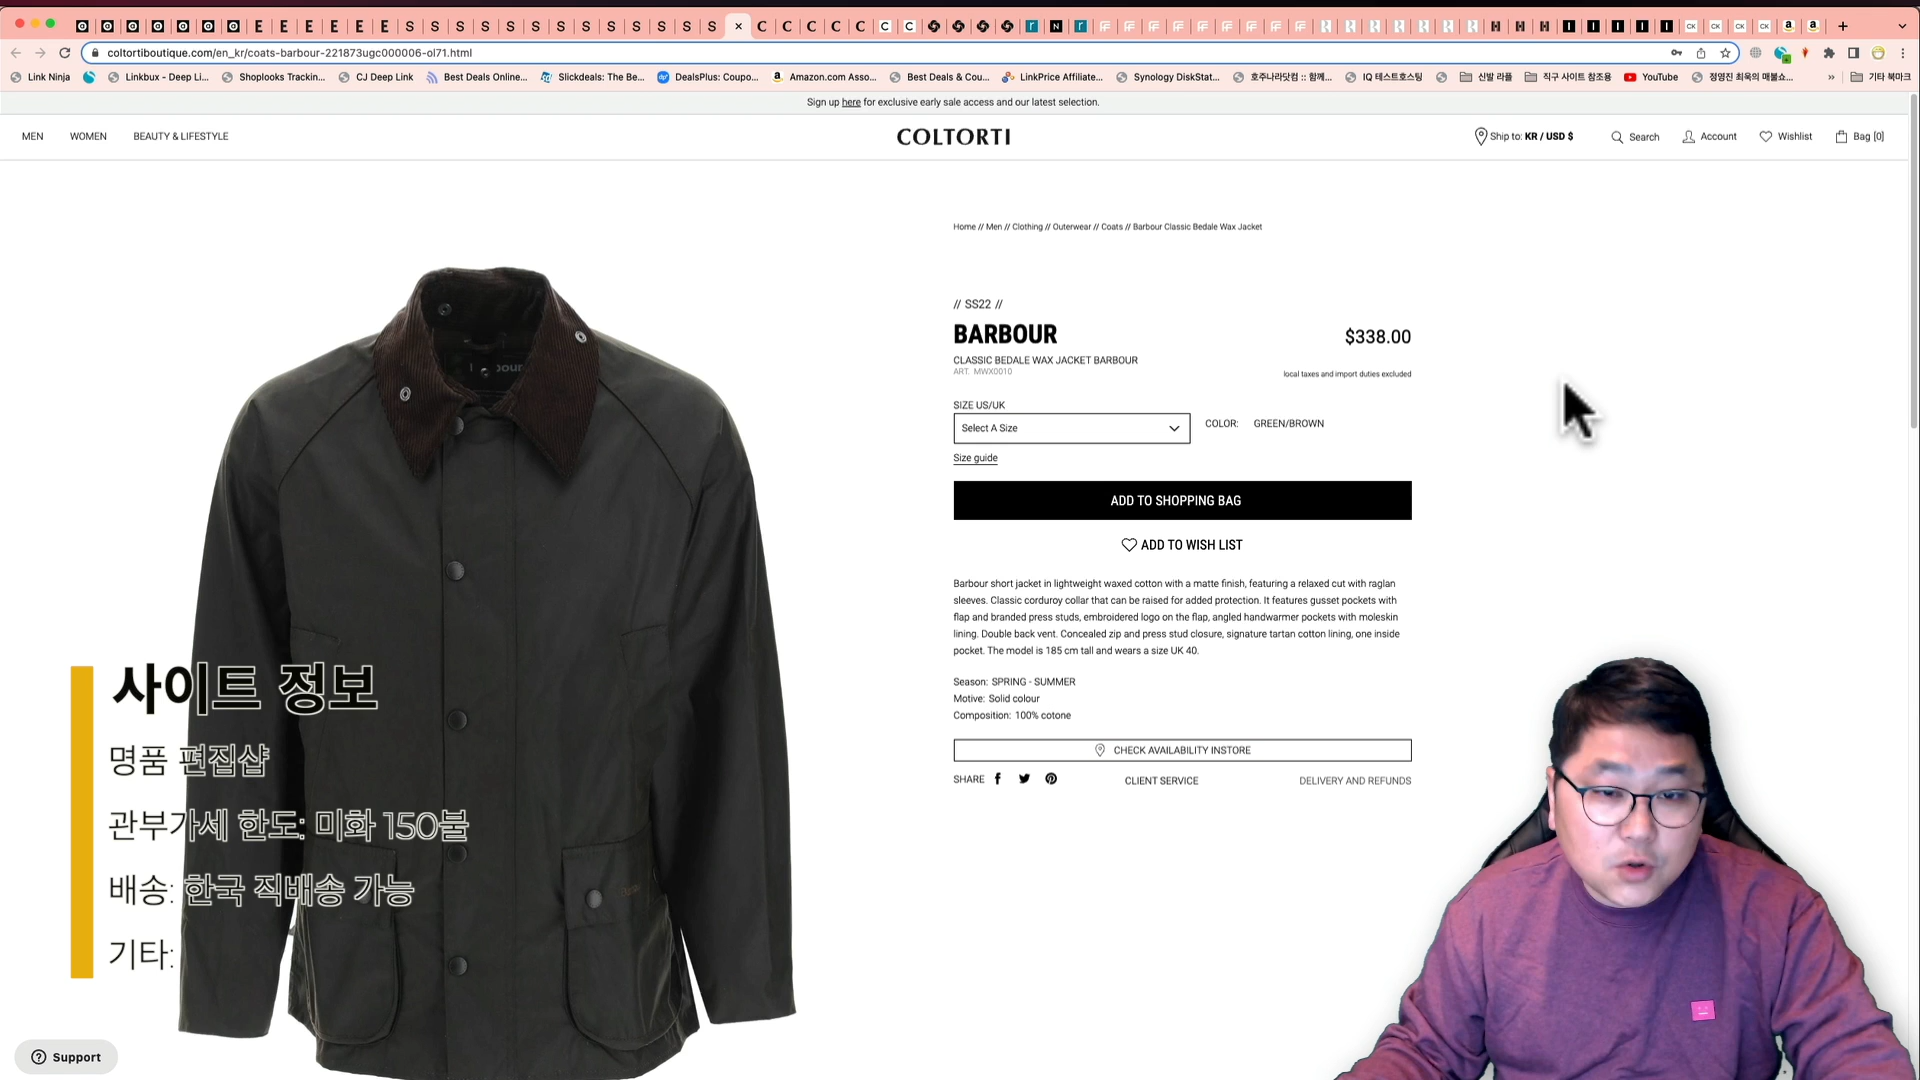 coltortiboutique.com/en_kr/coats-barbour-221873ugc000006-ol71.html
Link Ninja
Linkbux - Deep Li...
Shoplooks Trackin...
CJ Deep Link
Best Deals Online...
Slickdeals: The Be...
DealsPlus: Coupo...
Amazon.com Asso...
Best Deals & Cou...
LinkPrice Affiliate...
Synology DiskStat...
호주나라닷컴 :: 함께...
IQ 테스트호스팅
신발 라플
직구 사이트 참조용
YouTube
정영진 최욱의 매불쇼...
»
기타 북마크
Sign up here for exclusive early sale access and our latest selection.
MEN
WOMEN
BEAUTY & LIFESTYLE
COLTORTI
Ship to: KR / USD $
Search
Account
Wishlist
Bag [0]
Home // Men // Clothing // Outerwear // Coats // Barbour Classic Bedale Wax Jacket
// SS22 //
BARBOUR
$338.00
CLASSIC BEDALE WAX JACKET BARBOUR
ART. MWX0010
local taxes and import duties excluded
SIZE US/UK
Select A Size
COLOR: GREEN/BROWN
Size guide
ADD TO SHOPPING BAG
ADD TO WISH LIST
Barbour short jacket in lightweight waxed cotton with a matte finish, featuring a relaxed cut with raglan
sleeves. Classic corduroy collar that can be raised for added protection. It features gusset pockets with
flap and branded press studs, embroidered logo on the flap, angled handwarmer pockets with moleskin
lining. Double back vent. Concealed zip and press stud closure, signature tartan cotton lining, one inside
pocket. The model is 185 cm tall and wears a size UK 40.
Season: SPRING - SUMMER
Motive: Solid colour
Composition: 100% cotone
CHECK AVAILABILITY INSTORE
SHARE
CLIENT SERVICE
DELIVERY AND REFUNDS
사이트 정보
명품 편집샵
관부가세 한도: 미화 150불
배송: 한국 직배송 가능
기타:
Support